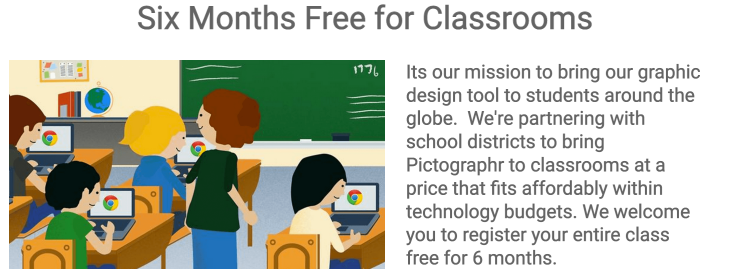 Six Months Free for Classrooms
1776
Its our mission to bring our graphic
design tool to students around the
globe.  We're partnering with
school districts to bring
Pictographr to classrooms at a
price that fits affordably within
technology budgets. We welcome
you to register your entire class
free for 6 months.